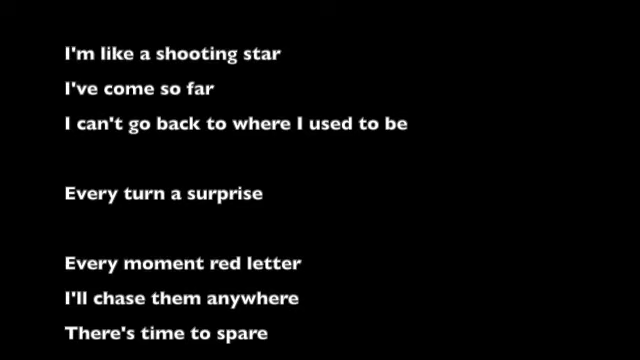 I'm like a shooting star
I've come so far
I can't go back to where I used to be
Every turn a surprise
Every moment red letter
I'll chase them anywhere
There's time to spare